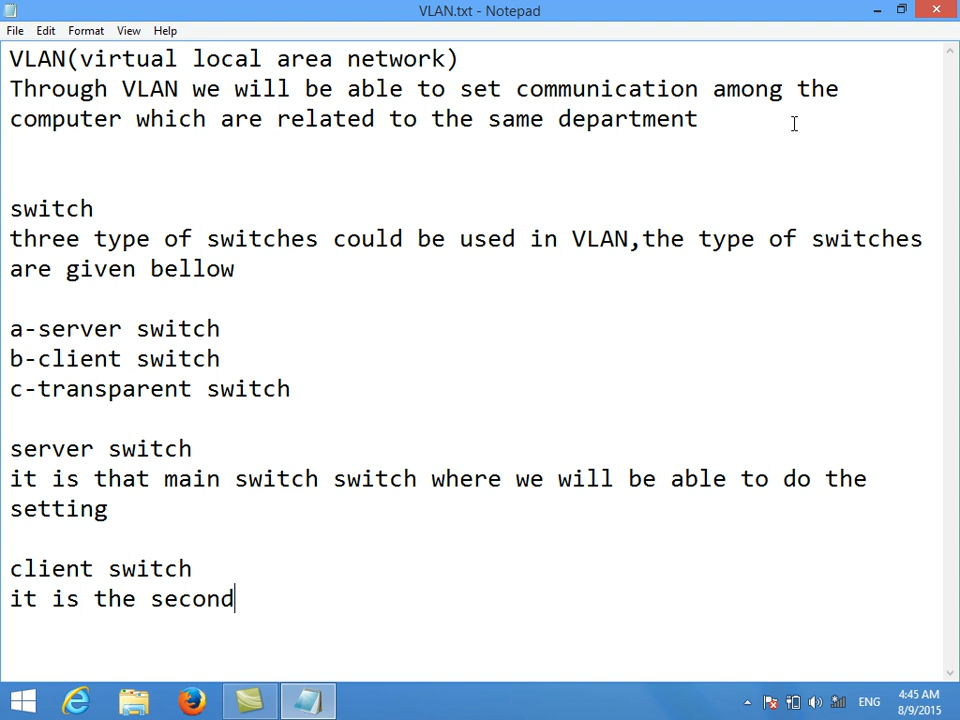 VLAN.txt - Notepad
File Edit Format View Help
VLAN(virtual local area network)
Through VLAN we will be able to set communication among the
computer which are related to the same department
switch
three type of switches could be used in VLAN,the type of switches
are given bellow
a-server switch
b-client switch
c-transparent switch
server switch
it is that main switch switch where we will be able to do the
setting
client switch
it is the second
ENG
4:45 AM
8/9/2015